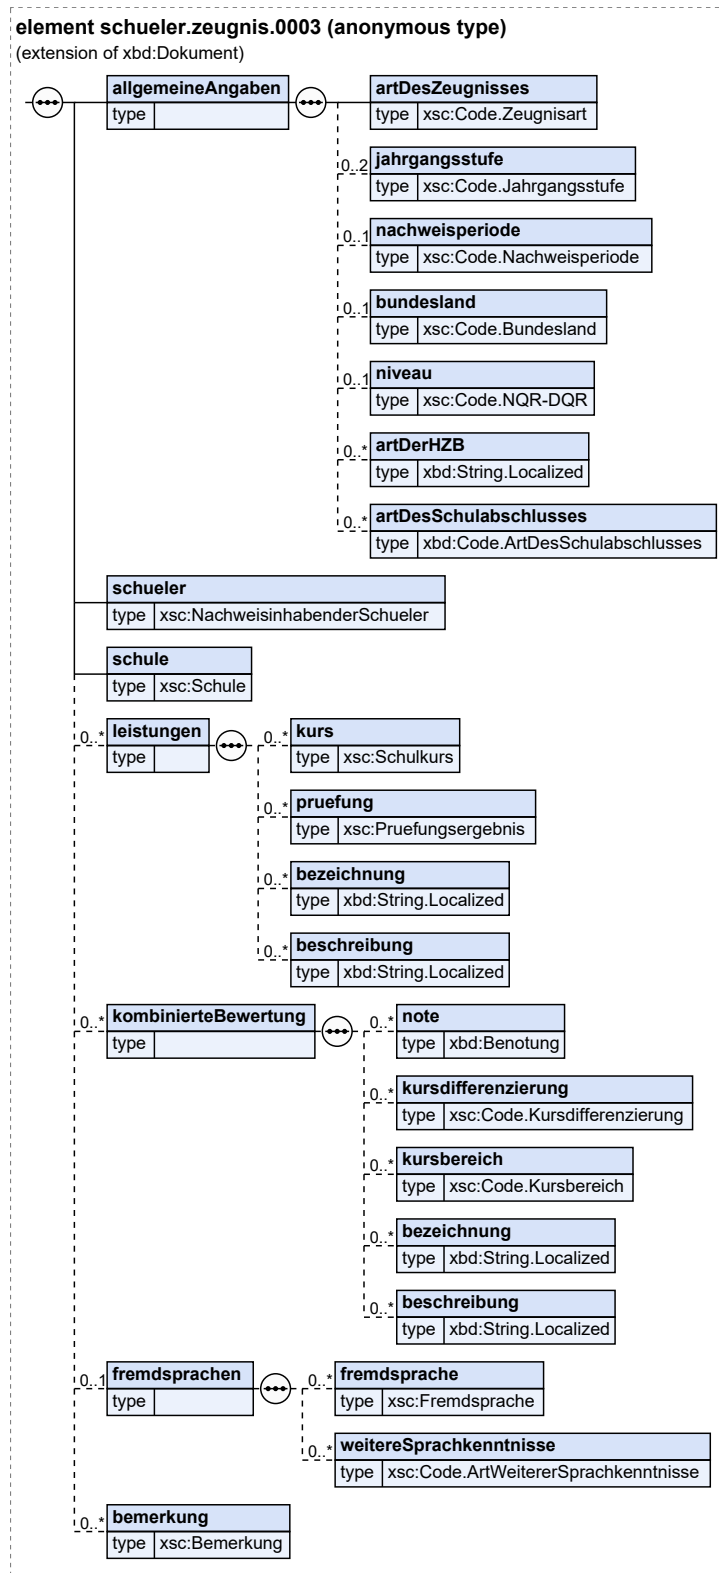 element schueler.zeugnis.0003 (anonymous type)
(extension of xbd:Dokument)
allgemeineAngaben
type
artDesZeugnisses
type xsc:Code.Zeugnisart
0..2 jahrgangsstufe
type xsc:Code.Jahrgangsstufe
0..1 nachweisperiode
type xsc:Code.Nachweisperiode
0..1 bundesland
type xsc:Code.Bundesland
0..1 niveau
type xsc:Code.NQR-DQR
0..* artDerHZB
type xbd:String.Localized
0..* artDesSchulabschlusses
type xbd:Code.ArtDesSchulabschlusses
schueler
type xsc:NachweisinhabenderSchueler
schule
type xsc:Schule
0..* leistungen
type
0..* kurs
type xsc:Schulkurs
0..* pruefung
type xsc:Pruefungsergebnis
0..* bezeichnung
type xbd:String.Localized
0..* beschreibung
type xbd:String.Localized
0..* kombinierteBewertung
type
0..* note
type xbd:Benotung
0..* kursdifferenzierung
type xsc:Code.Kursdifferenzierung
0..* kursbereich
type xsc:Code.Kursbereich
0..* bezeichnung
type xbd:String.Localized
0..* beschreibung
type xbd:String.Localized
0..1 fremdsprachen
type
0..* fremdsprache
type xsc:Fremdsprache
0..* weitereSprachkenntnisse
type xsc:Code.ArtWeitererSprachkenntnisse
0..* bemerkung
type xsc:Bemerkung